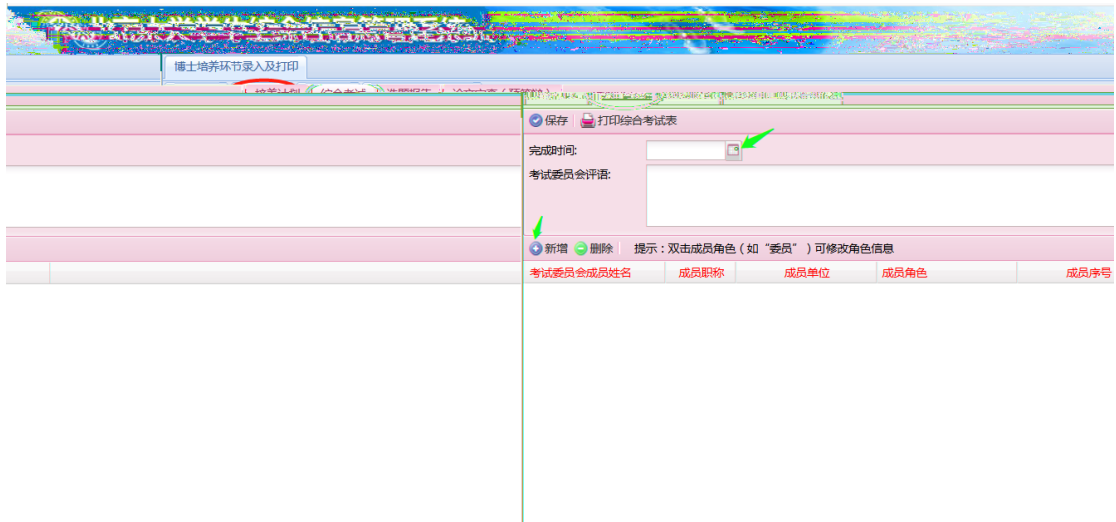 博士培养环节录入及打印
保存 打印综合考试表
完成时间:
考试委员会评语:
新增 删除 提示：双击成员角色（如“委员”）可修改角色信息
考试委员会成员姓名 成员职称 成员单位 成员角色 成员序号